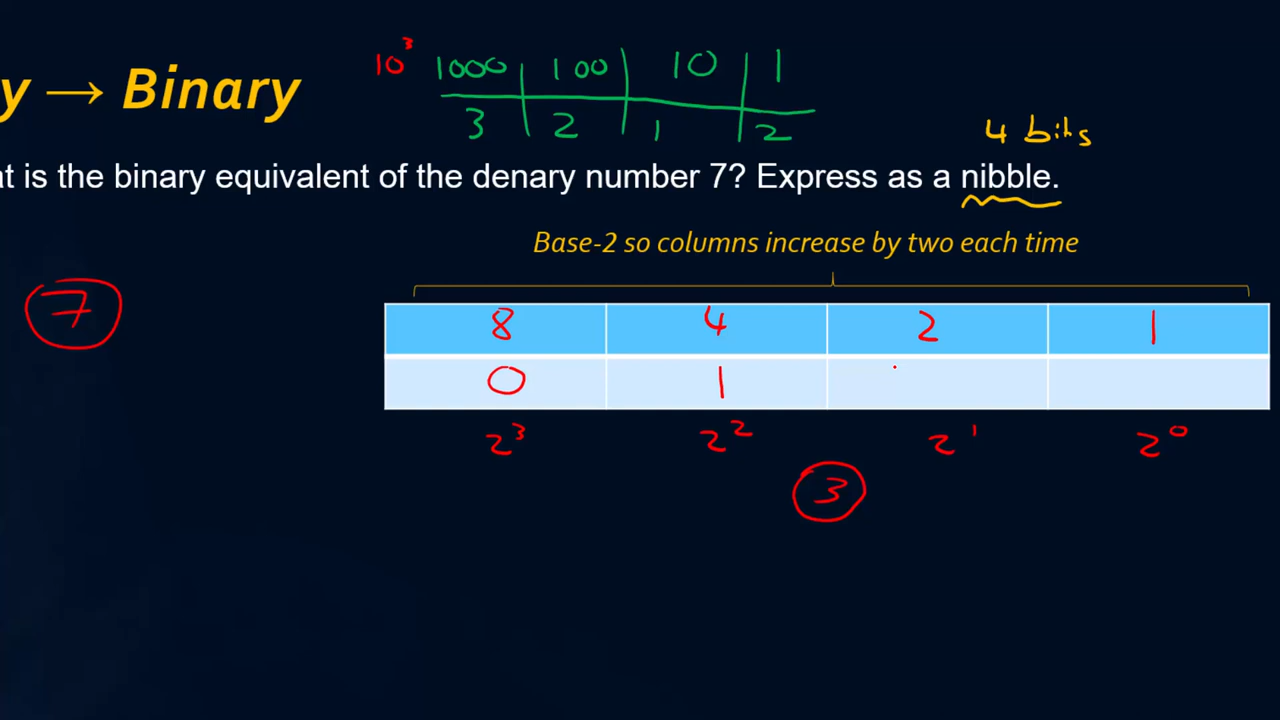 10³ 1000 100 10 1
y → Binary
3 2 1 2
4 bits
at is the binary equivalent of the denary number 7? Express as a nibble.
Base-2 so columns increase by two each time
7
8 4 2 1
0 1
2³ 2² 2¹ 2⁰
3